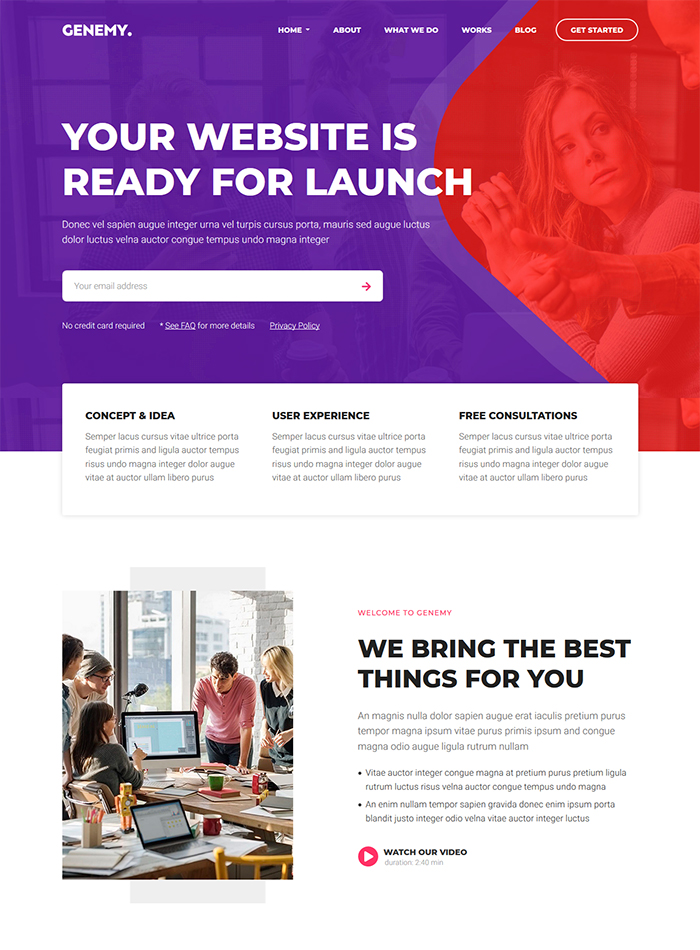 GENEMY.
HOME
ABOUT
WHAT WE DO
WORKS
BLOG
GET STARTED
YOUR WEBSITE IS
READY FOR LAUNCH
Donec vel sapien augue integer urna vel turpis cursus porta, mauris sed augue luctus
dolor luctus velna auctor congue tempus undo magna integer
Your email address
No credit card required * See FAQ for more details Privacy Policy
CONCEPT & IDEA
Semper lacus cursus vitae ultrice porta
feugiat primis and ligula auctor tempus
risus undo magna integer dolor augue
vitae at auctor ullam libero purus
USER EXPERIENCE
Semper lacus cursus vitae ultrice porta
feugiat primis and ligula auctor tempus
risus undo magna integer dolor augue
vitae at auctor ullam libero purus
FREE CONSULTATIONS
Semper lacus cursus vitae ultrice porta
feugiat primis and ligula auctor tempus
risus undo magna integer dolor augue
vitae at auctor ullam libero purus
WELCOME TO GENEMY
WE BRING THE BEST
THINGS FOR YOU
An magnis nulla dolor sapien augue erat iaculis pretium purus
tempor magna ipsum vitae purus primis ipsum and congue
magna odio augue ligula rutrum nullam
• Vitae auctor integer congue magna at pretium purus pretium ligula
rutrum luctus risus velna auctor congue tempus undo magna
• An enim nullam tempor sapien gravida donec enim ipsum porta
blandit justo integer odio velna vitae auctor integer luctus
WATCH OUR VIDEO
duration: 2:40 min